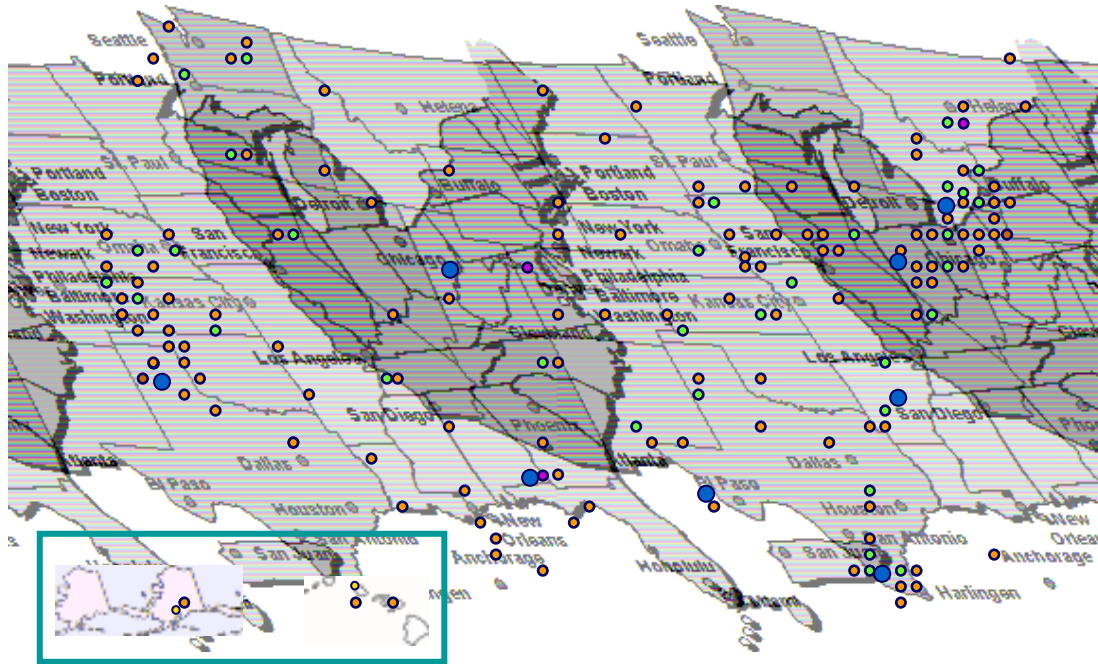 Seattle
Seattle
Portland
Portland
Helena
Helena
St. Paul
St. Paul
Portland
Portland
Boston
Boston
Buffalo
Buffalo
Detroit
Detroit
New York
New York
San
San
Omaha
Omaha
Newark
Francisco
Newark
Francisco
Chicago
Chicago
Philadelphia
Philadelphia
Baltimore
Kansas City
Baltimore
Kansas City
Washington
Washington
Cleveland
Los Angeles
Los Angeles
San Diego
San Diego
Phoenix
Atlanta
Dallas
Atlanta
Dallas
El Paso
El Paso
Houston
Houston
New
New
Orleans
San Antonio
San Antonio
San Juan
Anchorage
San Juan
Anchorage
Honolulu
Harlingen